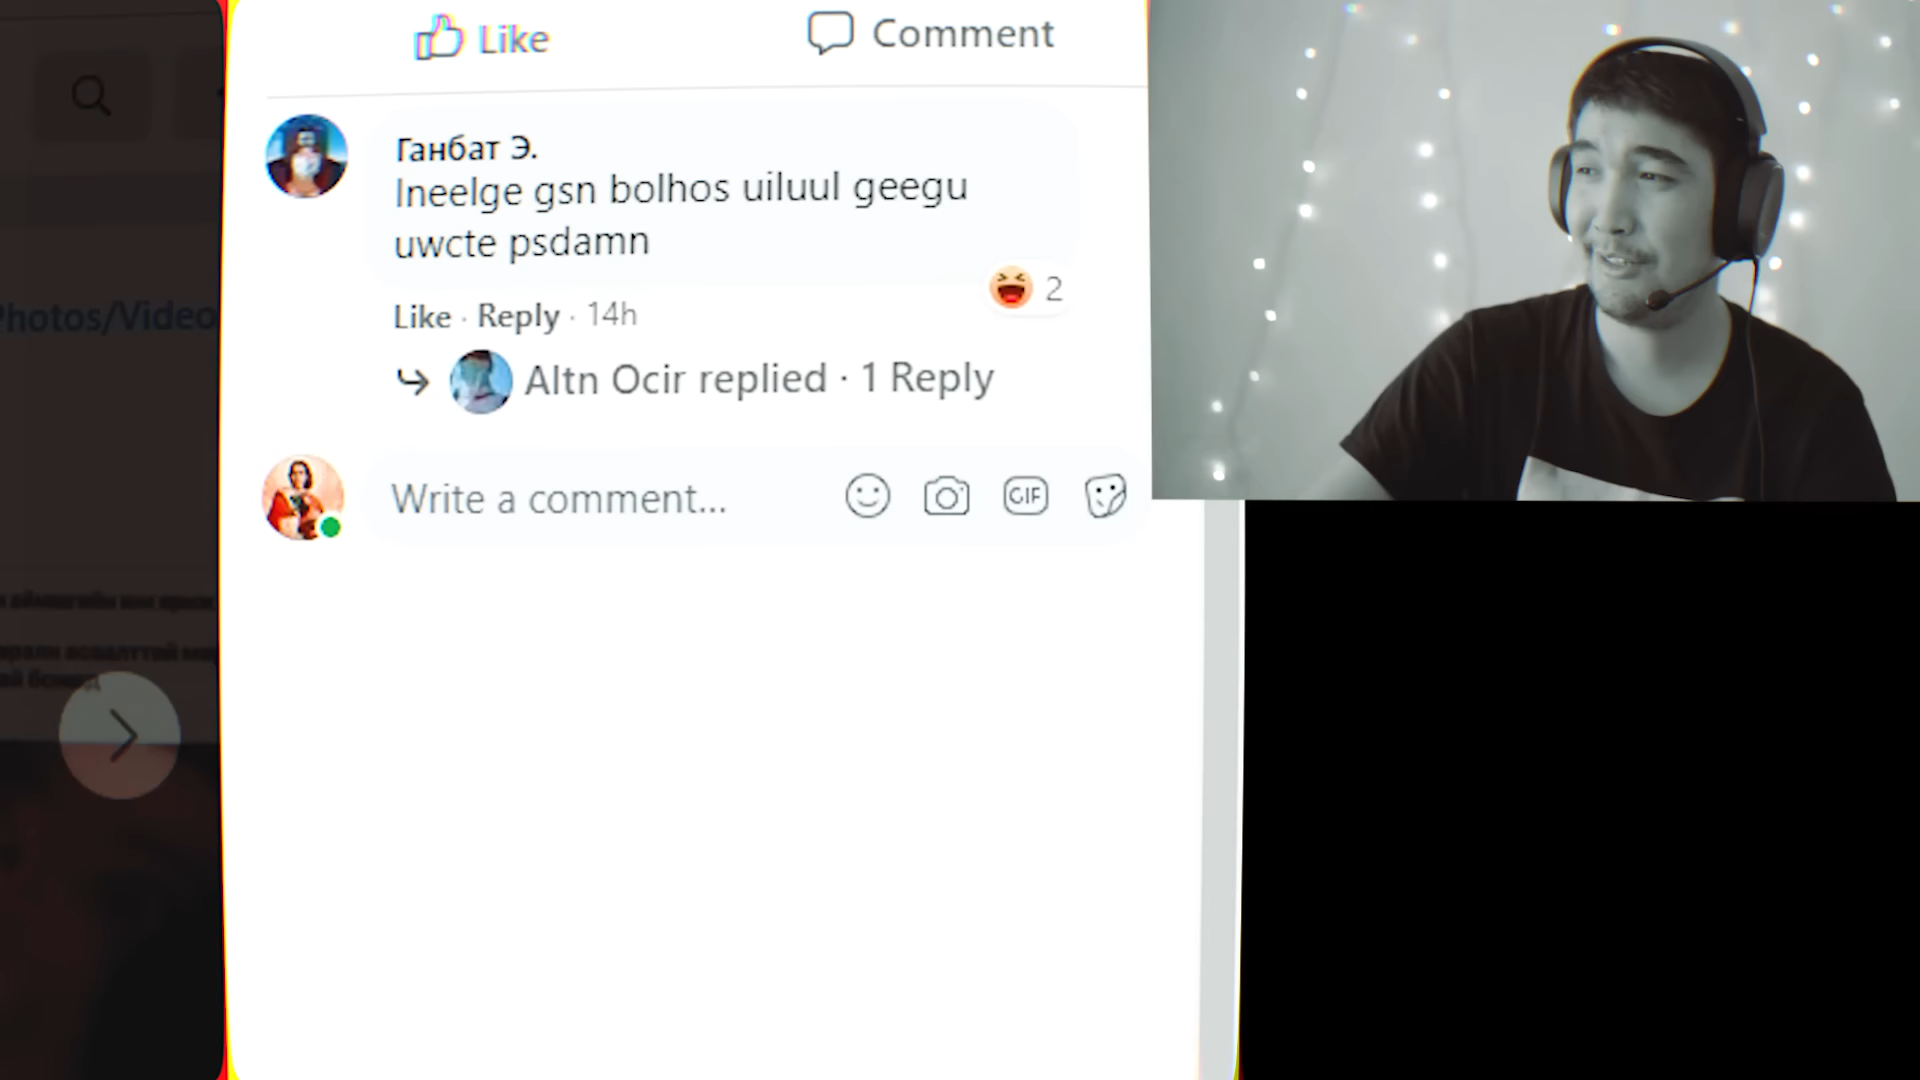 Like
Comment
Ганбат Э.
Ineelge gsn bolhos uiluul geegu
uwcte psdamn
2
Like · Reply · 14h
Altn Ocir replied · 1 Reply
Write a comment...
GIF
Photos/Video